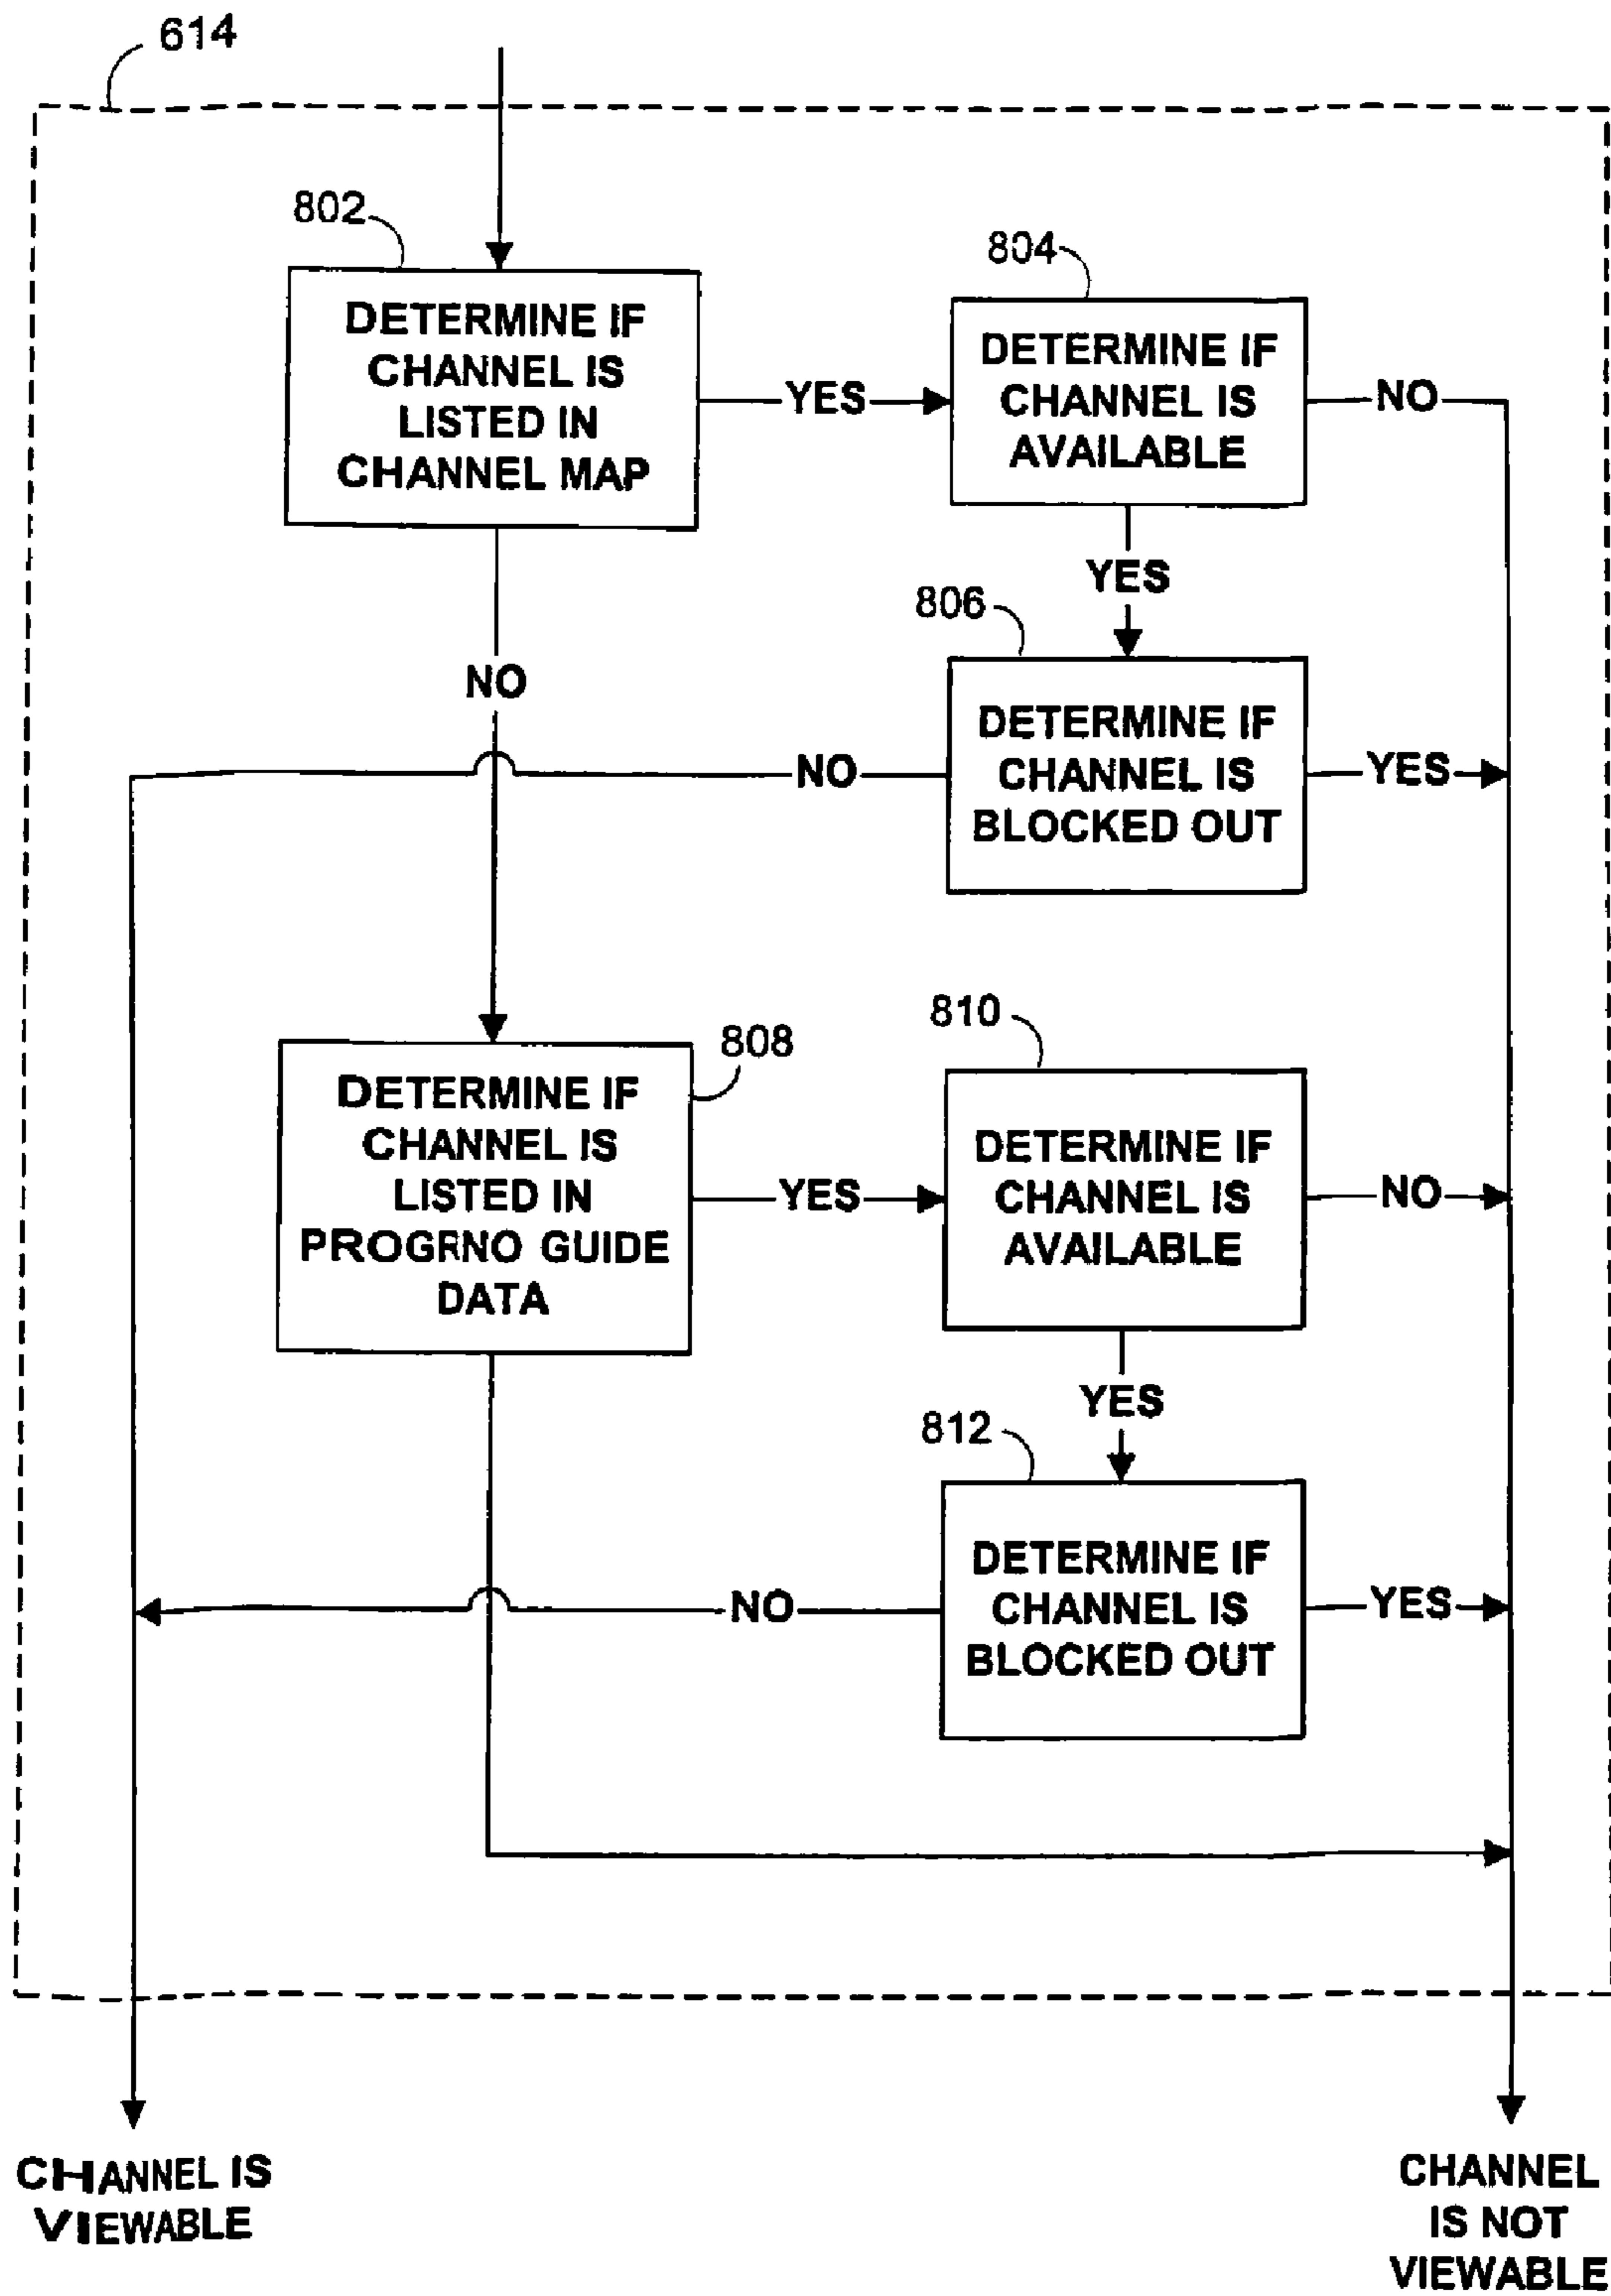 614
802
DETERMINE IF
CHANNEL IS
LISTED IN
CHANNEL MAP
YES
804
DETERMINE IF
CHANNEL IS
AVAILABLE
NO
YES
806
DETERMINE IF
CHANNEL IS
BLOCKED OUT
YES
NO
NO
808
DETERMINE IF
CHANNEL IS
LISTED IN
PROGRNO GUIDE
DATA
YES
810
DETERMINE IF
CHANNEL IS
AVAILABLE
NO
YES
812
DETERMINE IF
CHANNEL IS
BLOCKED OUT
YES
NO
CHANNEL IS
VIEWABLE
CHANNEL
IS NOT
VIEWABLE